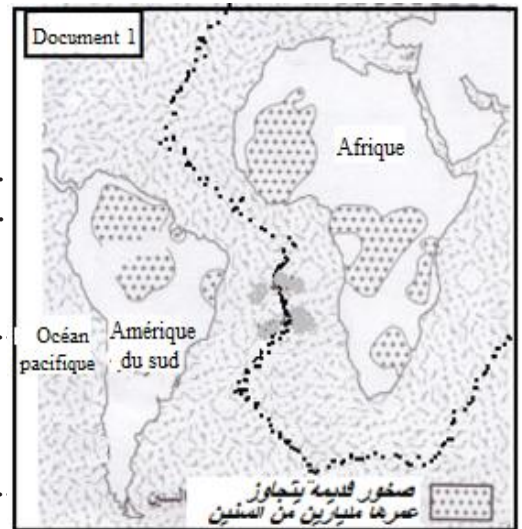 Document 1
Afrique
Océan
pacifique
Amérique
du sud
صخور قديمة يتجاوز
عمرها مليارين من السنين